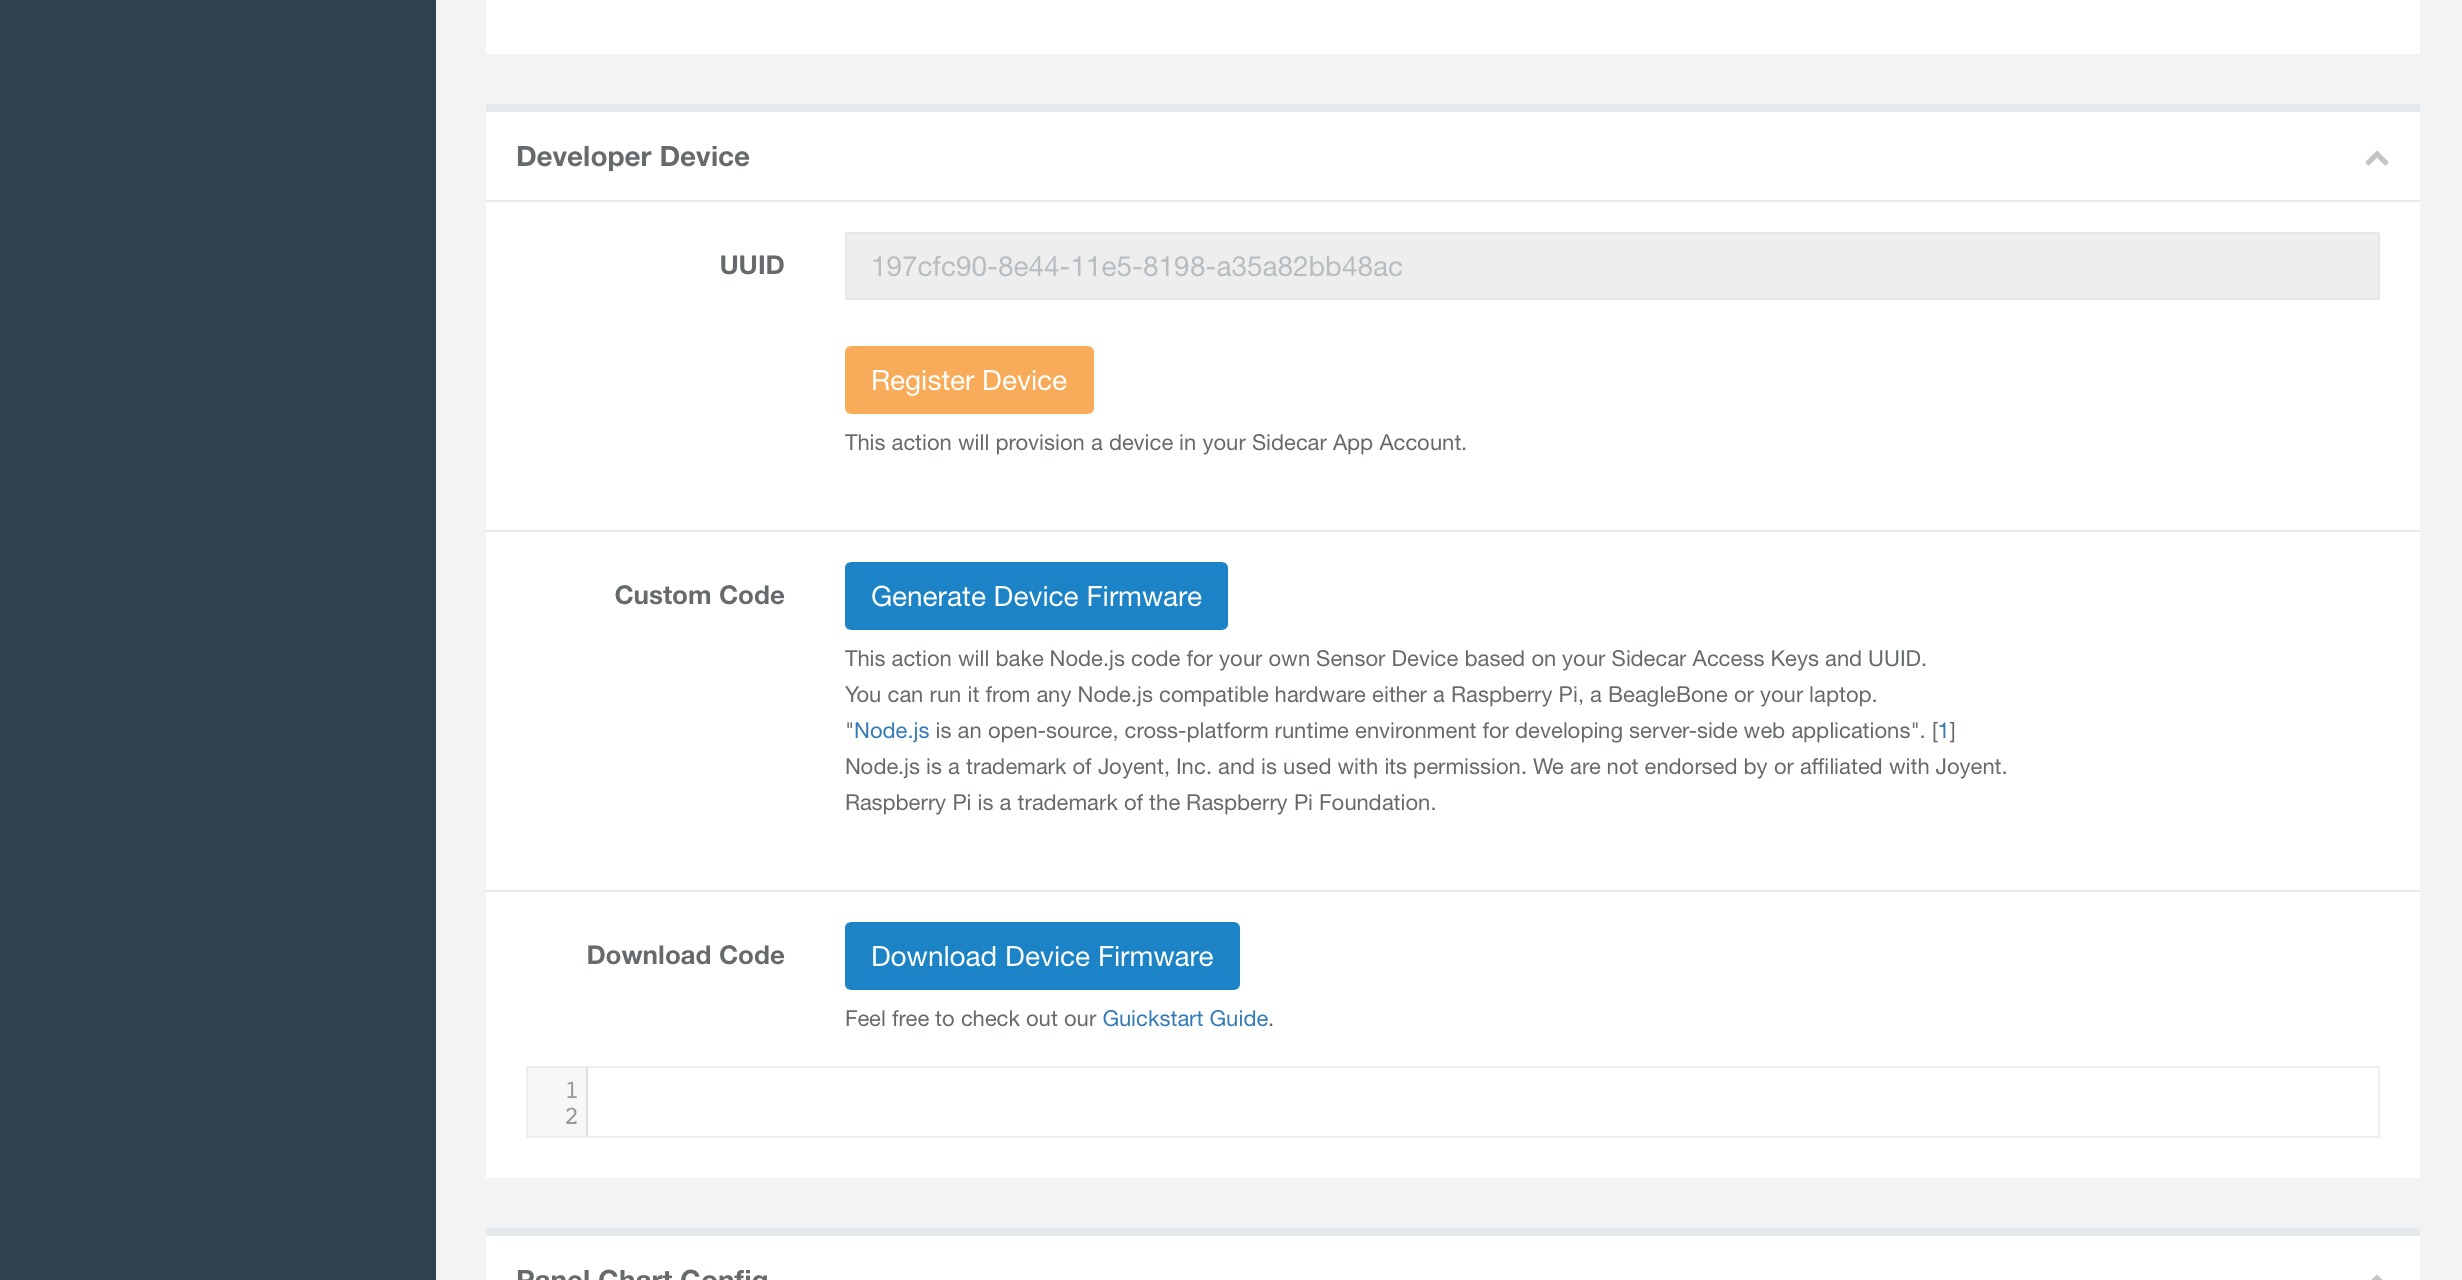 Developer Device
UUID
197cfc90-8e44-11e5-8198-a35a82bb48ac
Register Device
This action will provision a device in your Sidecar App Account.
Custom Code
Generate Device Firmware
This action will bake Node.js code for your own Sensor Device based on your Sidecar Access Keys and UUID.
You can run it from any Node.js compatible hardware either a Raspberry Pi, a BeagleBone or your laptop.
"Node.js is an open-source, cross-platform runtime environment for developing server-side web applications". [1]
Node.js is a trademark of Joyent, Inc. and is used with its permission. We are not endorsed by or affiliated with Joyent.
Raspberry Pi is a trademark of the Raspberry Pi Foundation.
Download Code
Download Device Firmware
Feel free to check out our Guickstart Guide.
1
2
Panel Chart Config